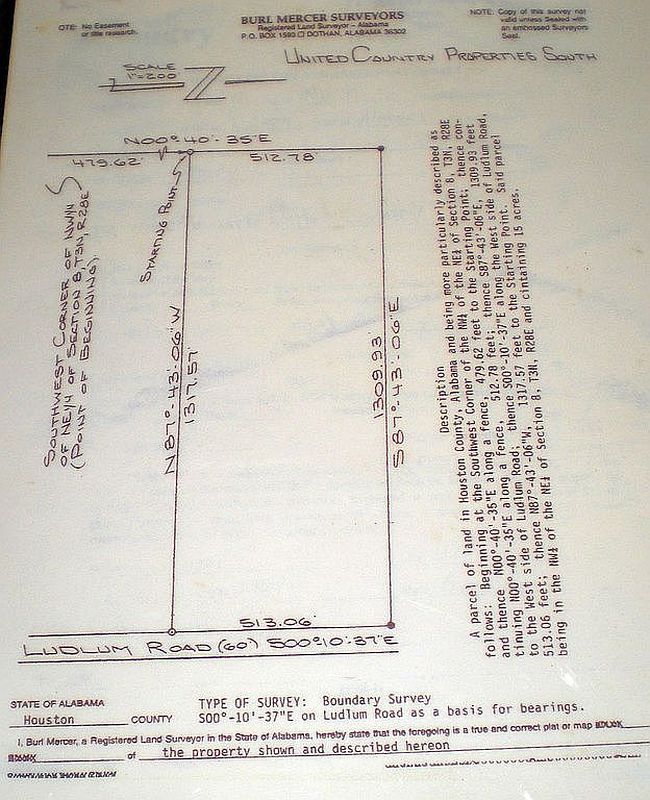 BURL MERCER SURVEYORS
Registered Land Surveyor – Alabama
P. O. BOX 1590 DOTHAN, ALABAMA 36302
OTE: No Easement
or title research.
NOTE: Copy of this survey not
valid unless Sealed with
an embossed Surveyors
Seal.
UNITED COUNTRY PROPERTIES SOUTH
SCALE
1"=200
N00°-40'-35"E
479.62'
512.78'
STARTING POINT
SOUTHWEST CORNER OF NW1/4
OF NE1/4 OF SECTION 8, T3N, R28E
(POINT OF BEGINNING).
N87°-43'-06"W
1317.57'
1309.93'
S87°-43'-06"E
513.06'
LUDLUM ROAD (60') S00°10'-37"E
Description
A parcel of land in Houston County, Alabama and being more particularly described as
follows: Beginning at the Southwest Corner of the NW¼ of the NE¼ of Section 8, T3N, R28E
and thence N00°-40'-35"E along a fence, 479.62 feet to the Starting Point; thence con-
tinuing N00°-40'-35"E along a fence, 512.78 feet; thence S87°-43'-06"E, 1309.93 feet
to the West side of Ludlum Road; thence S00°-10'-37"E along the West side of Ludlum Road,
513.06 feet; thence N87°-43'-06"W, 1317.57 feet to the Starting Point. Said parcel
being in the NW¼ of the NE¼ of Section 8, T3N, R28E and cintaining 15 acres.
STATE OF ALABAMA
Houston COUNTY
TYPE OF SURVEY: Boundary Survey
S00°-10'-37"E on Ludlum Road as a basis for bearings.
I, Burl Mercer, a Registered Land Surveyor in the State of Alabama, hereby state that the foregoing is a true and correct plat or map
of the property shown and described hereon